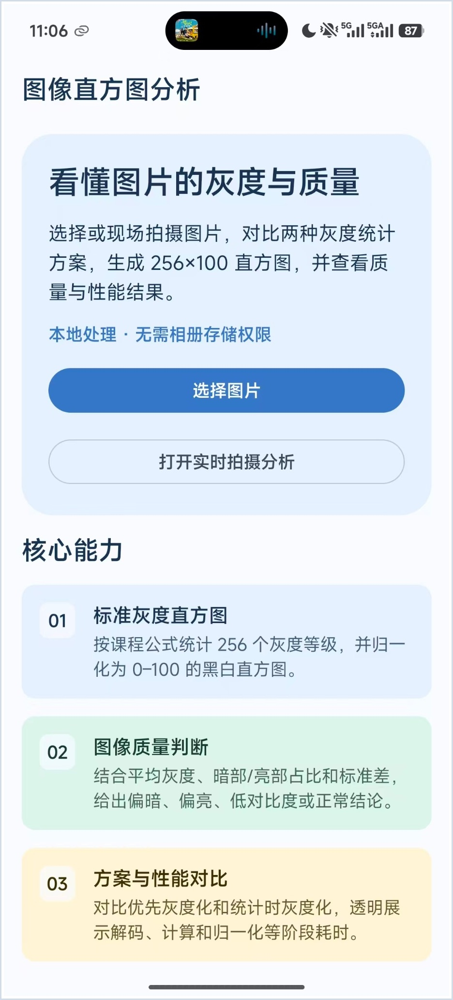 11:06
5G
5GA
87
图像直方图分析
看懂图片的灰度与质量
选择或现场拍摄图片，对比两种灰度统计
方案，生成 256×100 直方图，并查看质
量与性能结果。
本地处理 · 无需相册存储权限
选择图片
打开实时拍摄分析
核心能力
01
标准灰度直方图
按课程公式统计 256 个灰度等级，并归一
化为 0–100 的黑白直方图。
02
图像质量判断
结合平均灰度、暗部/亮部占比和标准差，
给出偏暗、偏亮、低对比度或正常结论。
03
方案与性能对比
对比优先灰度化和统计时灰度化，透明展
示解码、计算和归一化等阶段耗时。